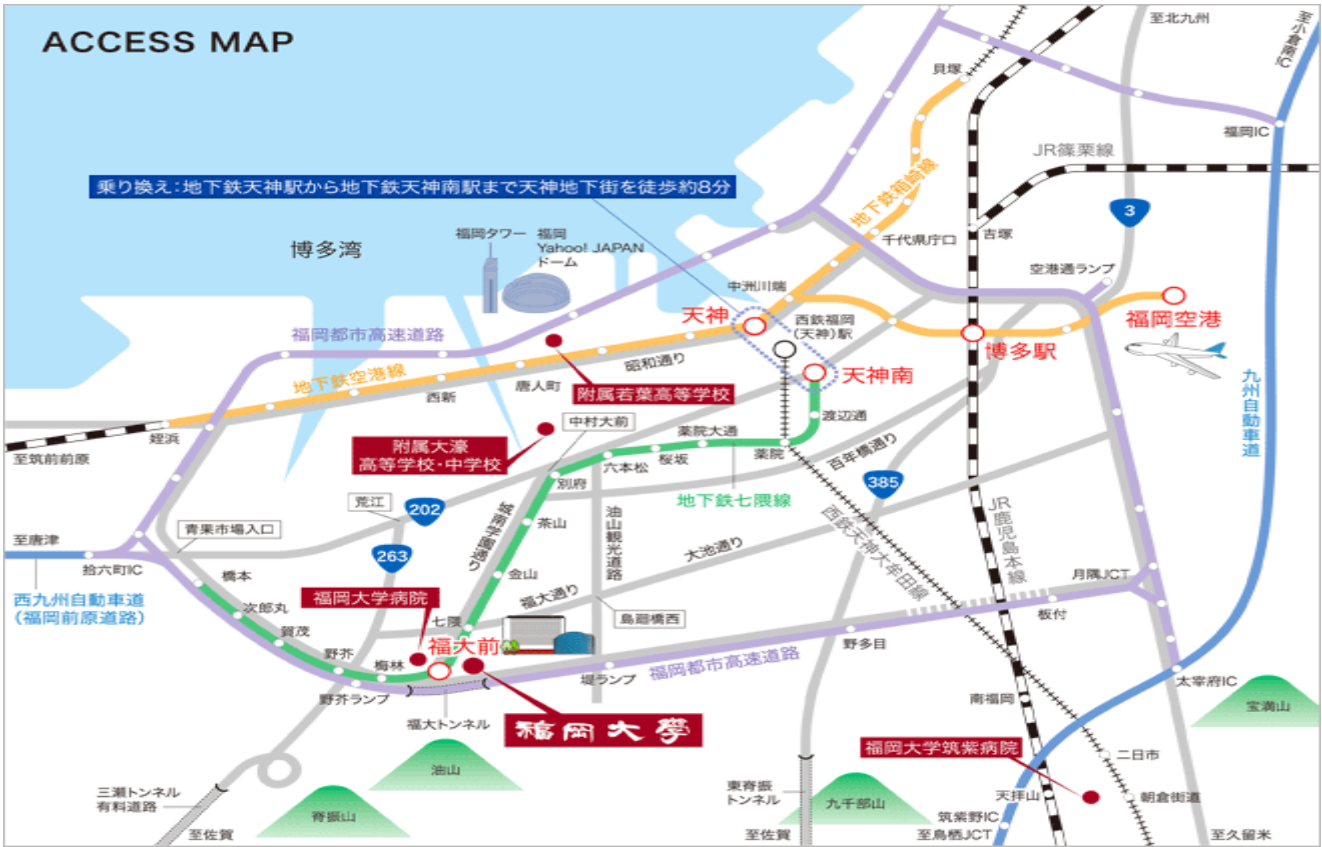 ACCESS MAP
至北九州
至小倉南IC
貝塚
福岡IC
JR篠栗線
乗り換え:地下鉄天神駅から地下鉄天神南駅まで天神地下街を徒歩約8分
地下鉄箱崎線
3
博多湾
福岡タワー
福岡
Yahoo! JAPAN
ドーム
千代県庁口
吉塚
空港通ランプ
中洲川端
天神
西鉄福岡
(天神)駅
福岡空港
福岡都市高速道路
博多駅
昭和通り
地下鉄空港線
唐人町
附属若葉高等学校
天神南
西新
九州自動車道
姪浜
中村大前
渡辺通
至筑前前原
附属大濠
高等学校・中学校
薬院大通
六本松
桜坂
薬院
百年橋通り
別府
地下鉄七隈線
385
荒江
202
城南学園通り
油山観光道路
西鉄天神大牟田線
JR鹿児島本線
青果市場入口
茶山
至唐津
263
大池通り
拾六町IC
橋本
金山
月隈JCT
西九州自動車道
(福岡前原道路)
次郎丸
福岡大学病院
福大通り
島廻橋西
板付
賀茂
七隈
福大前
野多目
野芥
梅林
福岡都市高速道路
堤ランプ
太宰府IC
野芥ランプ
南福岡
宝満山
福大トンネル
福岡大學
福岡大学筑紫病院
二日市
油山
三瀬トンネル
有料道路
東脊振
トンネル
九千部山
天拝山
朝倉街道
脊振山
筑紫野IC
至佐賀
至佐賀
至鳥栖JCT
至久留米